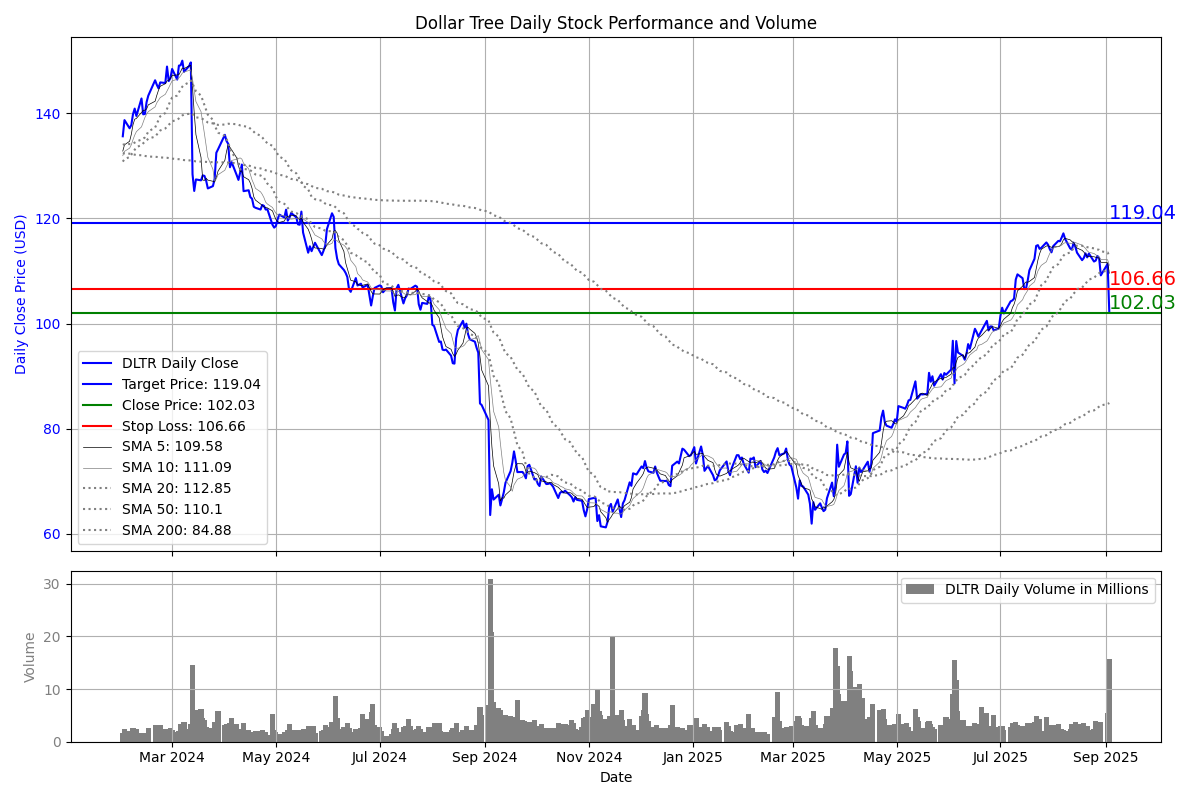 Dollar Tree Daily Stock Performance and Volume
Daily Close Price (USD)
140
120
100
80
60
119.04
106.66
102.03
DLTR Daily Close
Target Price: 119.04
Close Price: 102.03
Stop Loss: 106.66
SMA 5: 109.58
SMA 10: 111.09
SMA 20: 112.85
SMA 50: 110.1
SMA 200: 84.88
Volume
30
20
10
0
DLTR Daily Volume in Millions
Mar 2024 May 2024 Jul 2024 Sep 2024 Nov 2024 Jan 2025 Mar 2025 May 2025 Jul 2025 Sep 2025
Date